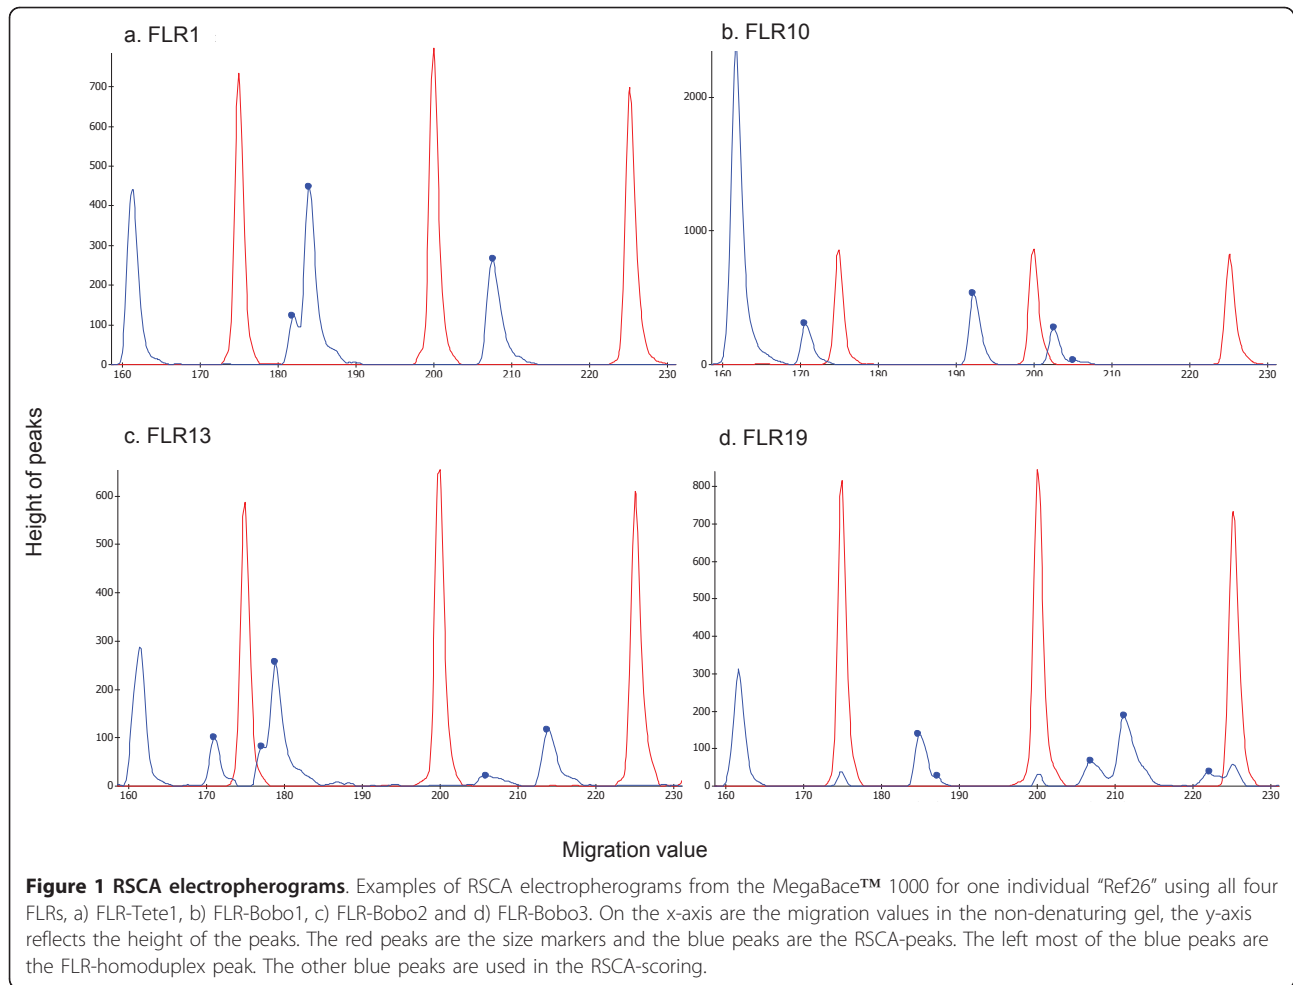 a. FLR1
b. FLR10
700
600
500
400
300
200
100
0
160 170 180 190 200 210 220 230
2000
1000
0
160 170 180 190 200 210 220 230
Height of peaks
c. FLR13
d. FLR19
600
500
400
300
200
100
0
160 170 180 190 200 210 220 230
800
700
600
500
400
300
200
100
0
160 170 180 190 200 210 220 230
Migration value
Figure 1 RSCA electropherograms. Examples of RSCA electropherograms from the MegaBace™ 1000 for one individual "Ref26" using all four
FLRs, a) FLR-Tete1, b) FLR-Bobo1, c) FLR-Bobo2 and d) FLR-Bobo3. On the x-axis are the migration values in the non-denaturing gel, the y-axis
reflects the height of the peaks. The red peaks are the size markers and the blue peaks are the RSCA-peaks. The left most of the blue peaks are
the FLR-homoduplex peak. The other blue peaks are used in the RSCA-scoring.